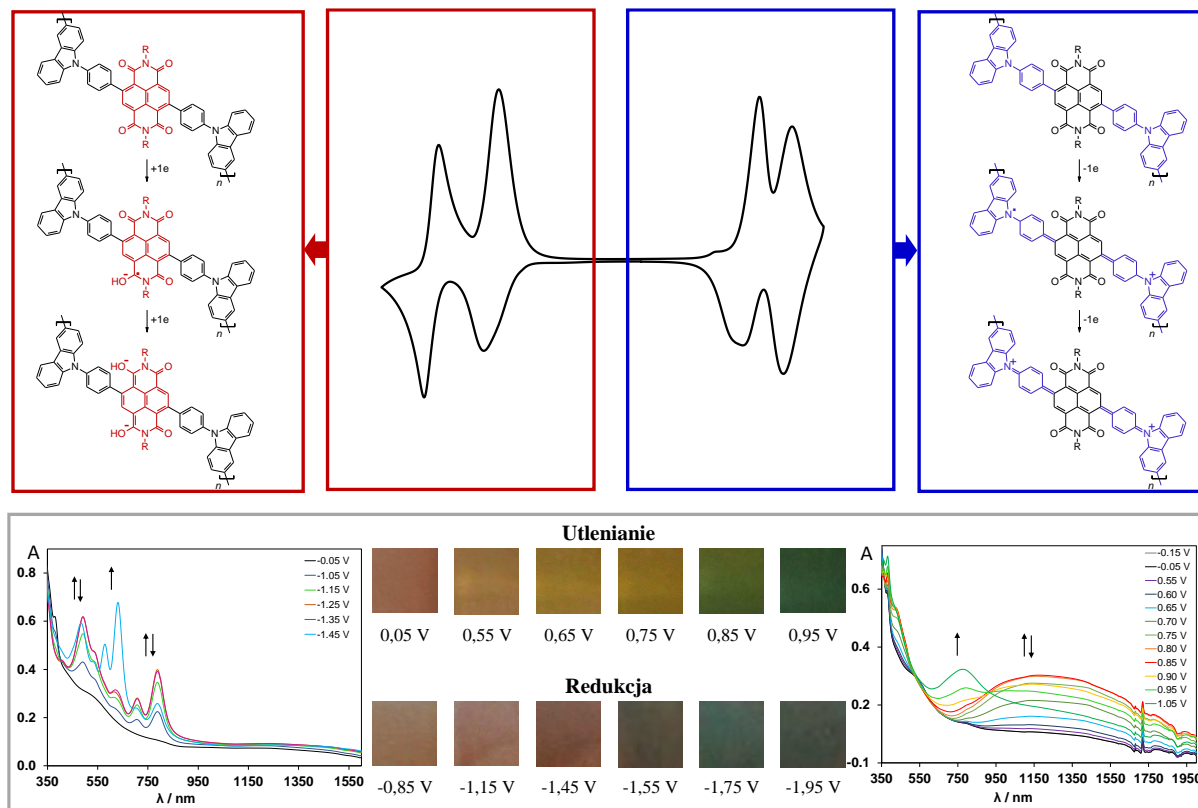 R
O N O
N
O N O
R
N
n
+1e
R
O N O
N
HO N O
R
N
n
+1e
R
HO N O
N
HO N O
R
N
n
R
O N O
N
O N O
R
N
n
-1e
R
O N O
N
O N O
R
N
+
n
-1e
R
O N O
N
+
O N O
R
N
+
n
A
0.8
0.6
0.4
0.2
0.0
350 550 750 950 1150 1350 1550
λ / nm
-0.05 V
-1.05 V
-1.15 V
-1.25 V
-1.35 V
-1.45 V
Utlenianie
0,05 V 0,55 V 0,65 V 0,75 V 0,85 V 0,95 V
Redukcja
-0,85 V -1,15 V -1,45 V -1,55 V -1,75 V -1,95 V
A
0.7
0.4
0.2
-0.1
350 550 750 950 1150 1350 1550 1750 1950
λ / nm
-0.15 V
-0.05 V
0.55 V
0.60 V
0.65 V
0.70 V
0.75 V
0.80 V
0.85 V
0.90 V
0.95 V
1.05 V